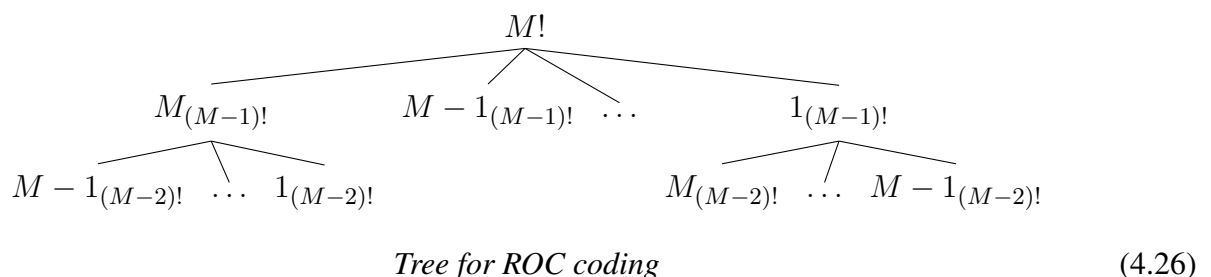 M!
M_{(M−1)!} M − 1_{(M−1)!} ... 1_{(M−1)!}
M − 1_{(M−2)!} ... 1_{(M−2)!} M_{(M−2)!} ... M − 1_{(M−2)!}
Tree for ROC coding (4.26)